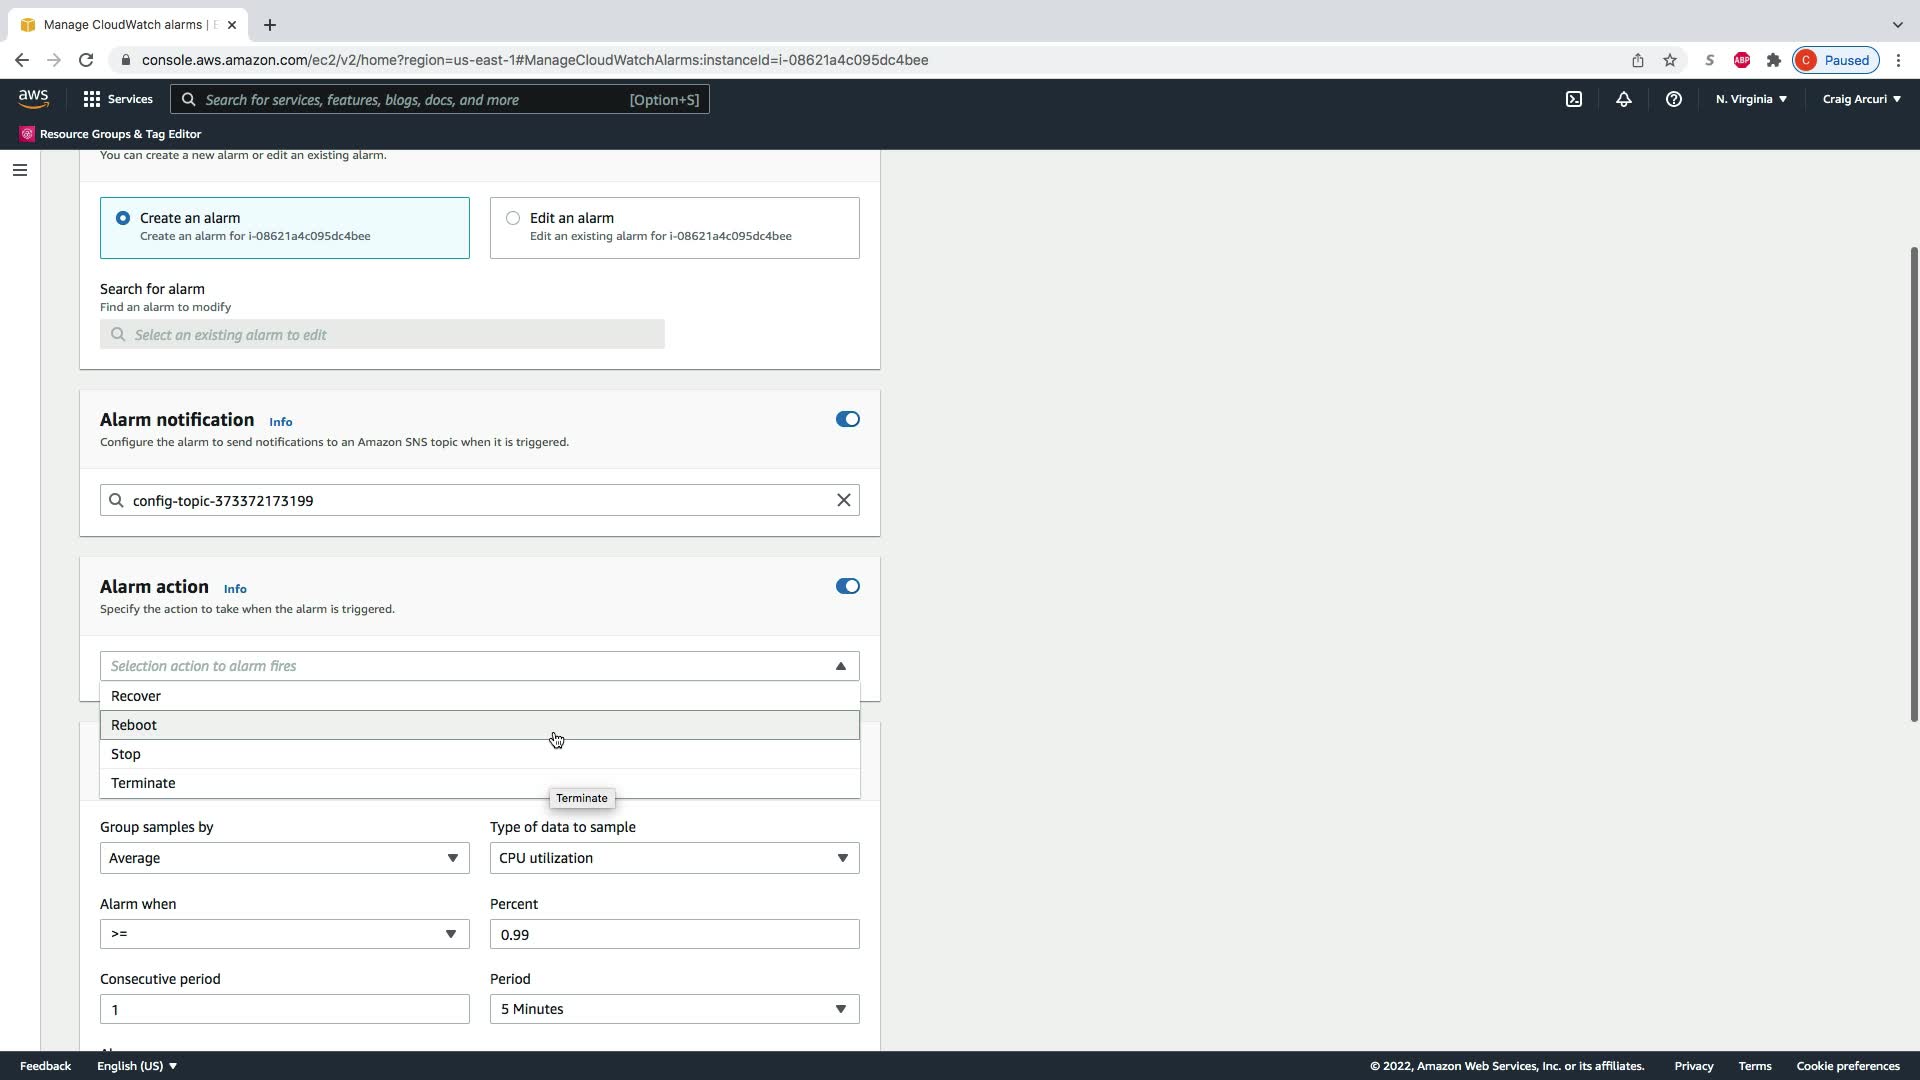 Manage CloudWatch alarms | E
console.aws.amazon.com/ec2/v2/home?region=us-east-1#ManageCloudWatchAlarms:instanceId=i-08621a4c095dc4bee
S
ABP
C
Paused
aws
Services
Search for services, features, blogs, docs, and more
[Option+S]
N. Virginia
Craig Arcuri
Resource Groups & Tag Editor
You can create a new alarm or edit an existing alarm.
Create an alarm
Create an alarm for i-08621a4c095dc4bee
Edit an alarm
Edit an existing alarm for i-08621a4c095dc4bee
Search for alarm
Find an alarm to modify
Select an existing alarm to edit
Alarm notification Info
Configure the alarm to send notifications to an Amazon SNS topic when it is triggered.
config-topic-373372173199
Alarm action Info
Specify the action to take when the alarm is triggered.
Selection action to alarm fires
Recover
Reboot
Stop
Terminate
Terminate
Group samples by
Type of data to sample
Average
CPU utilization
Alarm when
Percent
>=
0.99
Consecutive period
Period
1
5 Minutes
Feedback
English (US)
© 2022, Amazon Web Services, Inc. or its affiliates.
Privacy
Terms
Cookie preferences